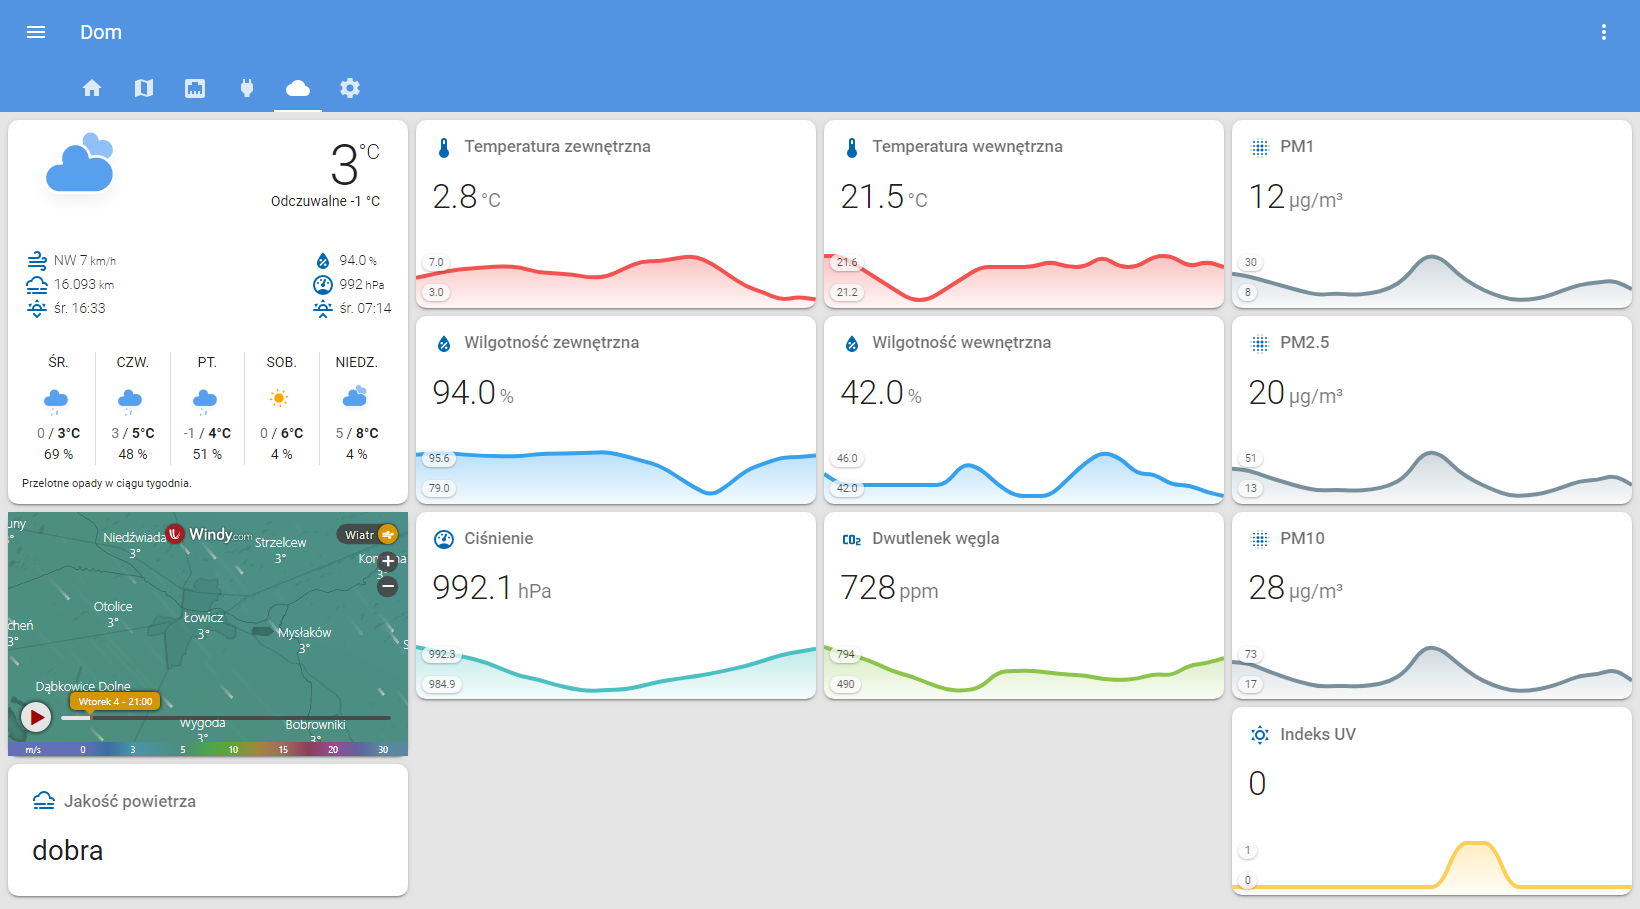 Dom
3 °C
Odczuwalne -1 °C
NW 7 km/h
94.0 %
16.093 km
992 hPa
śr. 16:33
śr. 07:14
ŚR.
CZW.
PT.
SOB.
NIEDZ.
0 / 3°C
3 / 5°C
-1 / 4°C
0 / 6°C
5 / 8°C
69 %
48 %
51 %
4 %
4 %
Przelotne opady w ciągu tygodnia.
Niedźwiada
3°
Windy.com
Strzelcew
3°
Wiatr
3°
Otolice
3°
Łowicz
3°
Mysłaków
3°
3°
Dąbkowice Dolne
Wtorek 4 - 21:00
Wygoda
3°
Bobrowniki
3°
m/s 0 3 5 10 15 20 30
Jakość powietrza
dobra
Temperatura zewnętrzna
2.8 °C
7.0
3.0
Wilgotność zewnętrzna
94.0 %
95.6
79.0
Ciśnienie
992.1 hPa
992.3
984.9
Temperatura wewnętrzna
21.5 °C
21.6
21.2
Wilgotność wewnętrzna
42.0 %
46.0
42.0
CO2 Dwutlenek węgla
728 ppm
794
490
PM1
12 µg/m³
30
8
PM2.5
20 µg/m³
51
13
PM10
28 µg/m³
73
17
Indeks UV
0
1
0